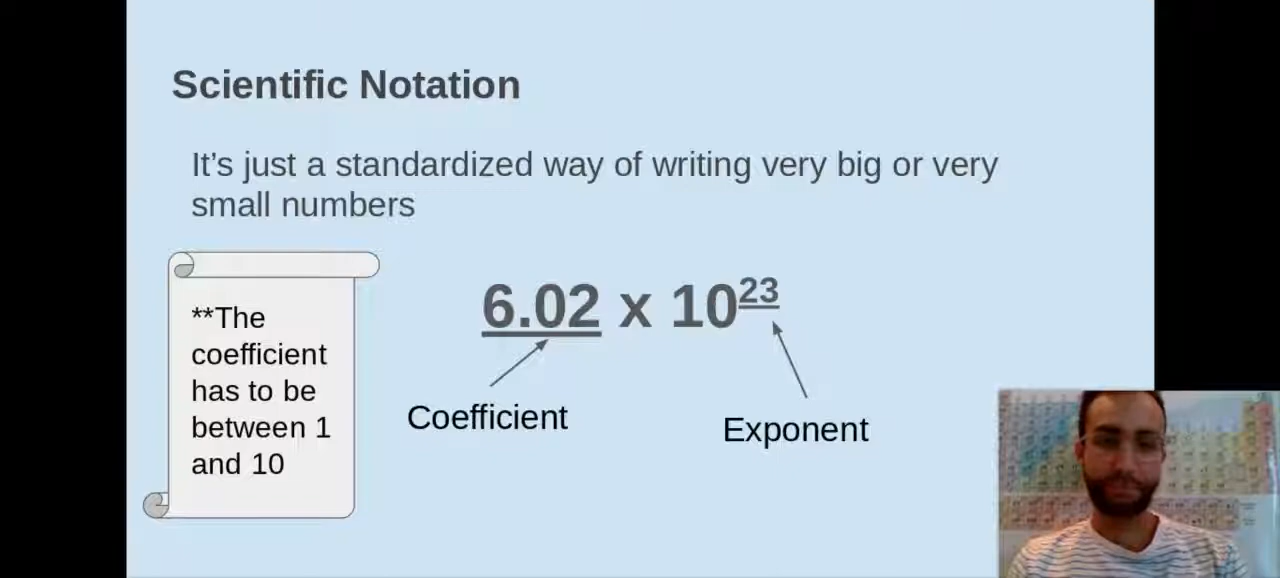 Scientific Notation
It’s just a standardized way of writing very big or very
small numbers
**The
coefficient
has to be
between 1
and 10
6.02 x 10²³
Coefficient
Exponent